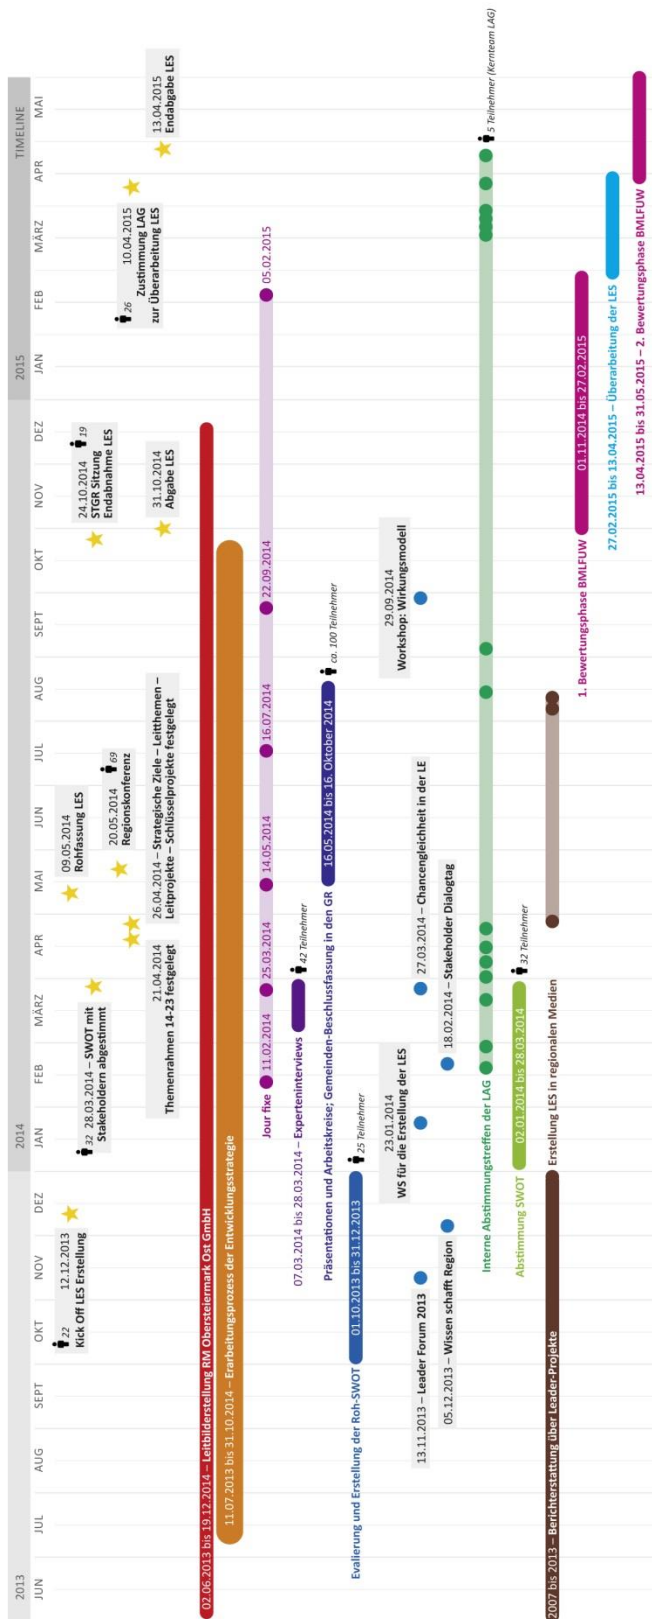 2013
2014
2015
TIMELINE
JUN
JUL
AUG
SEPT
OKT
NOV
DEZ
JAN
FEB
MÄRZ
APR
MAI
JUN
JUL
AUG
SEPT
OKT
NOV
DEZ
JAN
FEB
MÄRZ
APR
MAI
22
12.12.2013
Kick Off LES Erstellung
32
28.03.2014 – SWOT mit
Stakeholdern abgestimmt
09.05.2014
Rohfassung LES
20.05.2014
69
Regionskonferenz
24.10.2014
19
STGR Sitzung
Endabnahme LES
26
10.04.2015
Zustimmung LAG
zur Überarbeitung LES
21.04.2014
Themenrahmen 14-23 festgelegt
26.04.2014 – Strategische Ziele – Leitthemen –
Leitprojekte – Schlüsselprojekte festgelegt
31.10.2014
Abgabe LES
13.04.2015
Endabgabe LES
02.06.2013 bis 19.12.2014 – Leitbilderstellung RM Obersteiermark Ost GmbH
11.07.2013 bis 31.10.2014 – Erarbeitungsprozess der Entwicklungsstrategie
Jour fixe
11.02.2014
25.03.2014
14.05.2014
16.07.2014
22.09.2014
05.02.2015
07.03.2014 bis 28.03.2014 – Experteninterviews
42 Teilnehmer
Präsentationen und Arbeitskreise; Gemeinden-Beschlussfassung in den GR
16.05.2014 bis 16. Oktober 2014
ca. 100 Teilnehmer
Evalierung und Erstellung der Roh-SWOT
01.10.2013 bis 31.12.2013
25 Teilnehmer
23.01.2014
WS für die Erstellung der LES
29.09.2014
Workshop: Wirkungsmodell
13.11.2013 – Leader Forum 2013
27.03.2014 – Chancengleichheit in der LE
05.12.2013 – Wissen schafft Region
18.02.2014 – Stakeholder Dialogtag
Interne Abstimmungstreffen der LAG
5 Teilnehmer (Kernteam LAG)
Abstimmung SWOT
02.01.2014 bis 28.03.2014
32 Teilnehmer
2007 bis 2013 – Berichterstattung über Leader-Projekte
Erstellung LES in regionalen Medien
1. Bewertungsphase BMLFUW
01.11.2014 bis 27.02.2015
27.02.2015 bis 13.04.2015 – Überarbeitung der LES
13.04.2015 bis 31.05.2015 – 2. Bewertungsphase BMLFUW